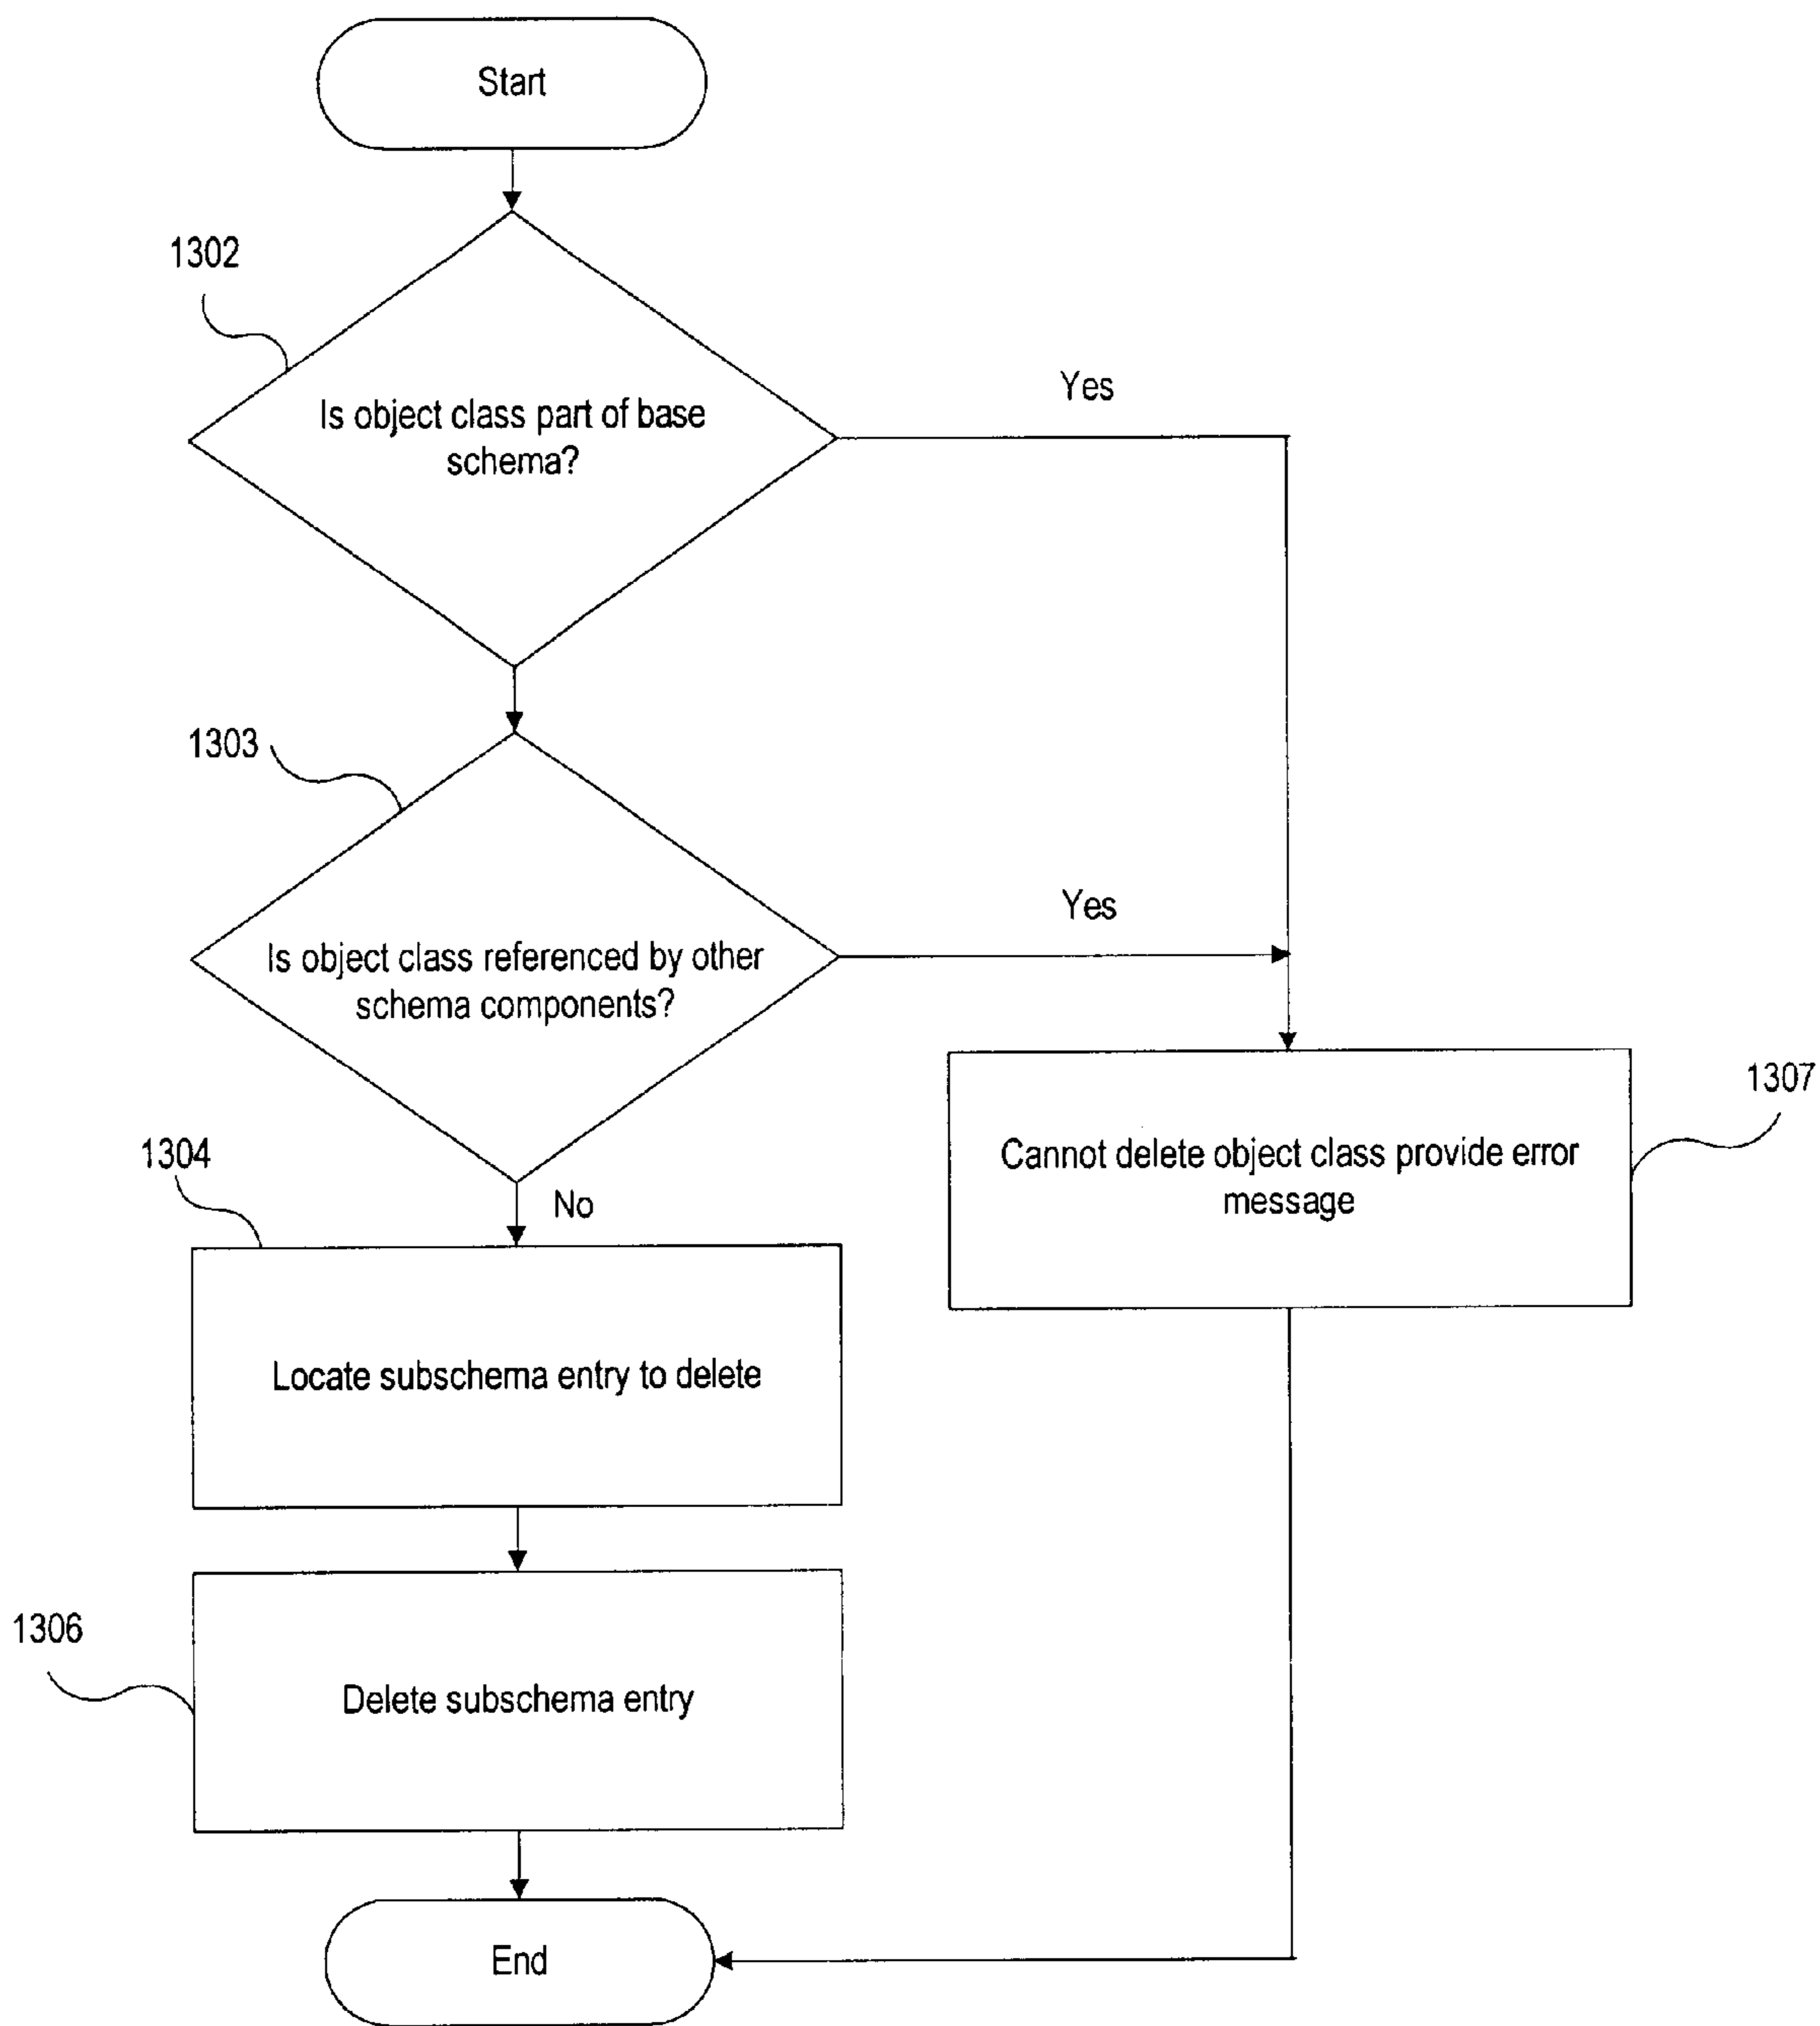 Start
1302
Is object class part of base
schema?
Yes
1303
Is object class referenced by other
schema components?
Yes
1307
Cannot delete object class provide error
message
1304
No
Locate subschema entry to delete
1306
Delete subschema entry
End